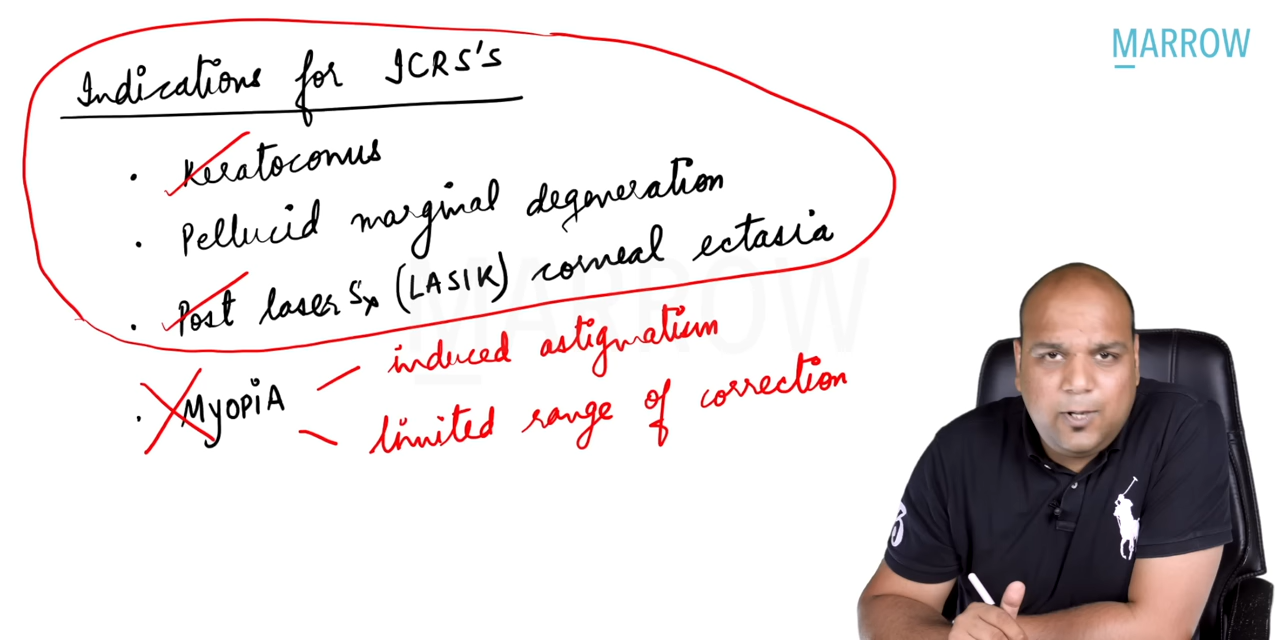 MARROW
Indications for ICRS's
• Keratoconus
• Pellucid marginal degeneration
• Post laser Sx (LASIK) corneal ectasia
• MYOPIA
induced astigmatism
limited range of correction
MARROW